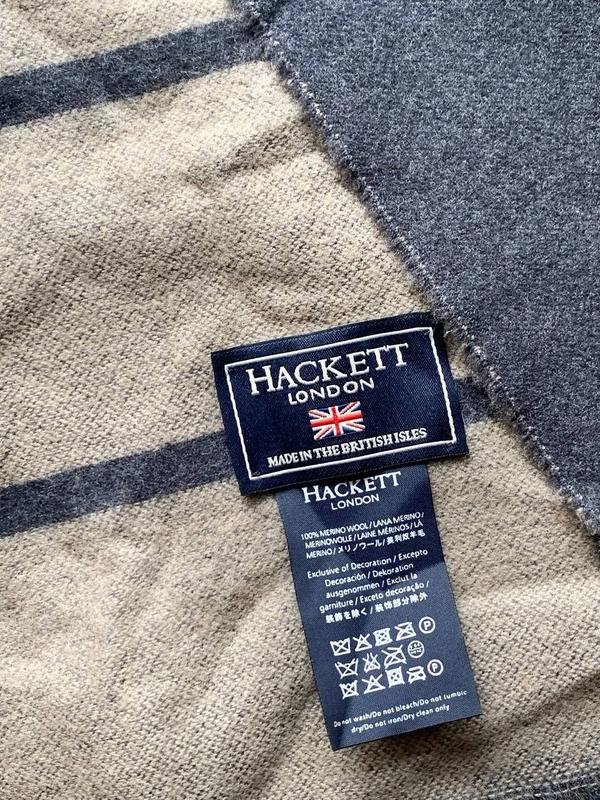 HACKETT
LONDON
MADE IN THE BRITISH ISLES
HACKETT
LONDON
100% MERINO WOOL / LANA MERINO /
MERINOWOLLE / LAINE MÉRINOS / LÃ
MERINO / メリノウール / 美利奴羊毛
Exclusive of Decoration / Excepto
Decoración / Dekoration
ausgenommen / Exclut la
garniture / Exceto decoração /
装飾を除く / 装饰部分除外
P
P
Do not wash/Do not bleach/Do not tumble
dry/Do not iron/Dry clean only